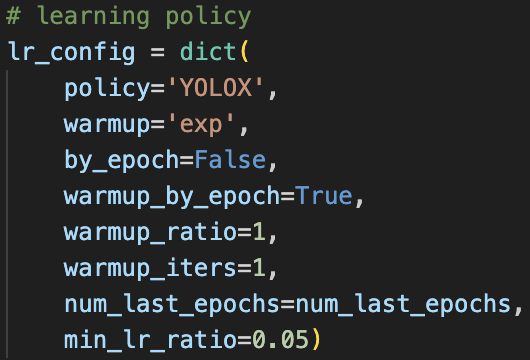 # learning policy
lr_config = dict(
    policy='YOLOX',
    warmup='exp',
    by_epoch=False,
    warmup_by_epoch=True,
    warmup_ratio=1,
    warmup_iters=1,
    num_last_epochs=num_last_epochs,
    min_lr_ratio=0.05)